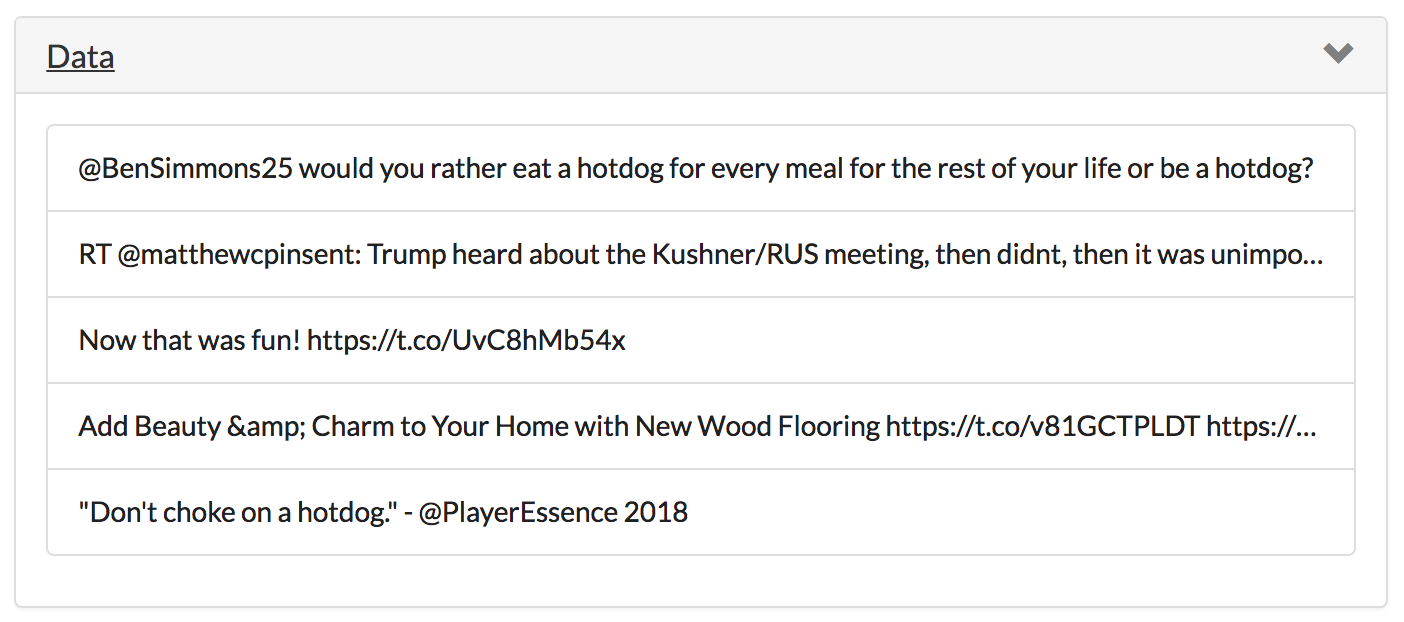 Data
@BenSimmons25 would you rather eat a hotdog for every meal for the rest of your life or be a hotdog?
RT @matthewcpinsent: Trump heard about the Kushner/RUS meeting, then didnt, then it was unimpo...
Now that was fun! https://t.co/UvC8hMb54x
Add Beauty &amp; Charm to Your Home with New Wood Flooring https://t.co/v81GCTPLDT https://...
"Don't choke on a hotdog." - @PlayerEssence 2018